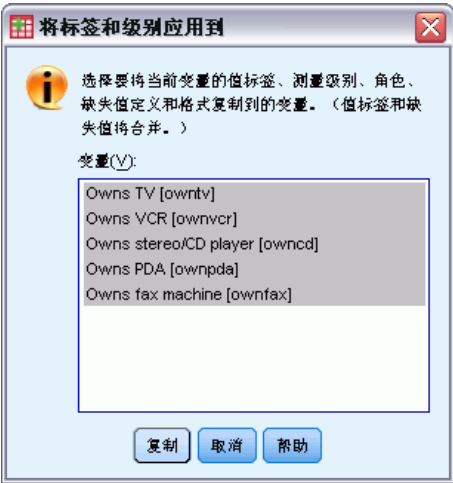 将标签和级别应用到
选择要将当前变量的值标签、测量级别、角色、
缺失值定义和格式复制到的变量。（值标签和缺
失值将合并。）
变量(V):
Owns TV [owntv]
Owns VCR [ownvcr]
Owns stereo/CD player [owncd]
Owns PDA [ownpda]
Owns fax machine [ownfax]
复制 取消 帮助